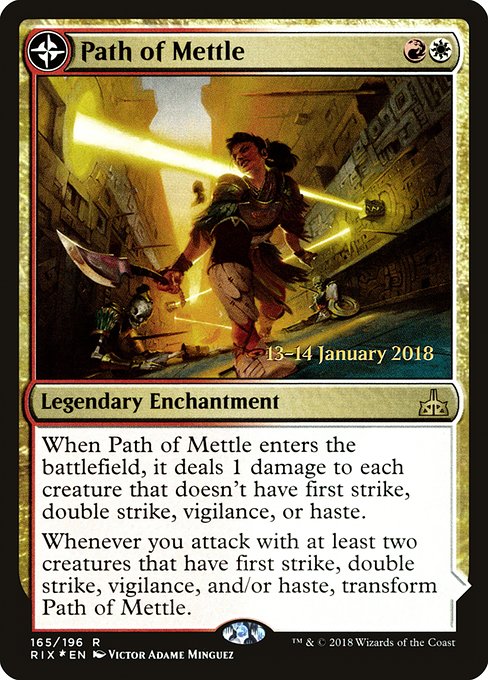 Path of Mettle
13–14 January 2018
Legendary Enchantment
When Path of Mettle enters the
battlefield, it deals 1 damage to each
creature that doesn't have first strike,
double strike, vigilance, or haste.
Whenever you attack with at least two
creatures that have first strike, double
strike, vigilance, and/or haste, transform
Path of Mettle.
165/196 R
RIX EN Victor Adame Minguez
™ & © 2018 Wizards of the Coast